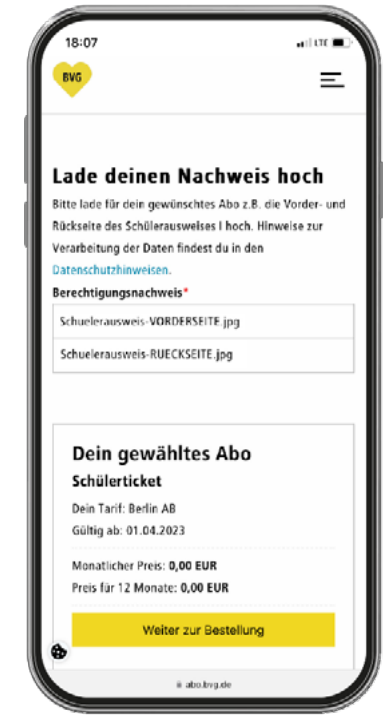 18:07
LTE
BVG
Lade deinen Nachweis hoch
Bitte lade für dein gewünschtes Abo z.B. die Vorder- und
Rückseite des Schülerausweises I hoch. Hinweise zur
Verarbeitung der Daten findest du in den
Datenschutzhinweisen.
Berechtigungsnachweis*
Schuelerausweis-VORDERSEITE.jpg
Schuelerausweis-RUECKSEITE.jpg
Dein gewähltes Abo
Schülerticket
Dein Tarif: Berlin AB
Gültig ab: 01.04.2023
Monatlicher Preis: 0,00 EUR
Preis für 12 Monate: 0,00 EUR
Weiter zur Bestellung
abo.bvg.de